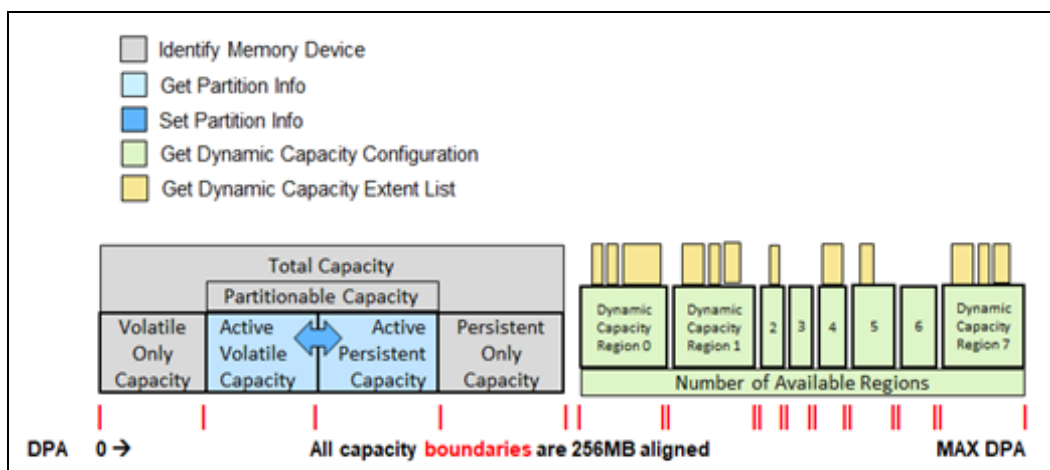 Identify Memory Device
Get Partition Info
Set Partition Info
Get Dynamic Capacity Configuration
Get Dynamic Capacity Extent List
Total Capacity
Partitionable Capacity
Volatile
Only
Capacity
Active
Volatile
Capacity
Active
Persistent
Capacity
Persistent
Only
Capacity
Dynamic
Capacity
Region 0
Dynamic
Capacity
Region 1
2
3
4
5
6
Dynamic
Capacity
Region 7
Number of Available Regions
DPA 0 → All capacity boundaries are 256MB aligned MAX DPA